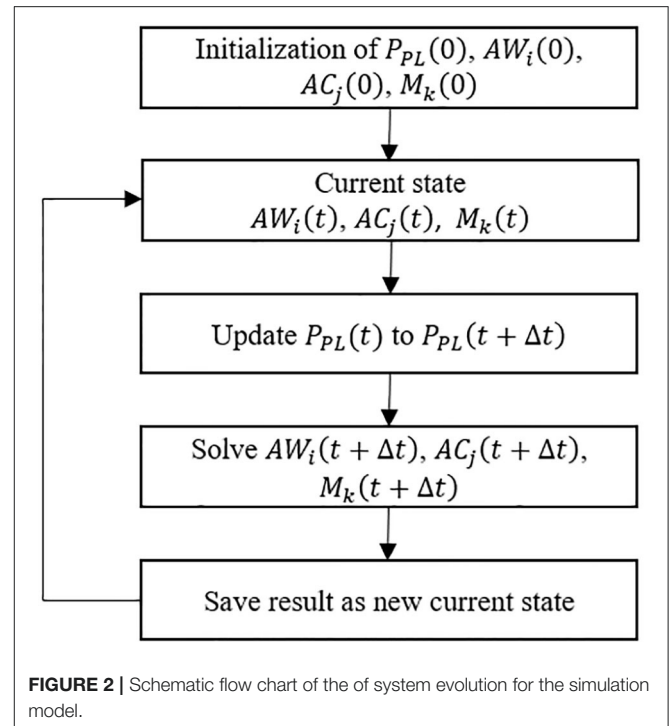 Initialization of P_PL(0), AW_i(0),
AC_j(0), M_k(0)
Current state
AW_i(t), AC_j(t), M_k(t)
Update P_PL(t) to P_PL(t + Δt)
Solve AW_i(t + Δt), AC_j(t + Δt),
M_k(t + Δt)
Save result as new current state
FIGURE 2 | Schematic flow chart of the of system evolution for the simulation
model.